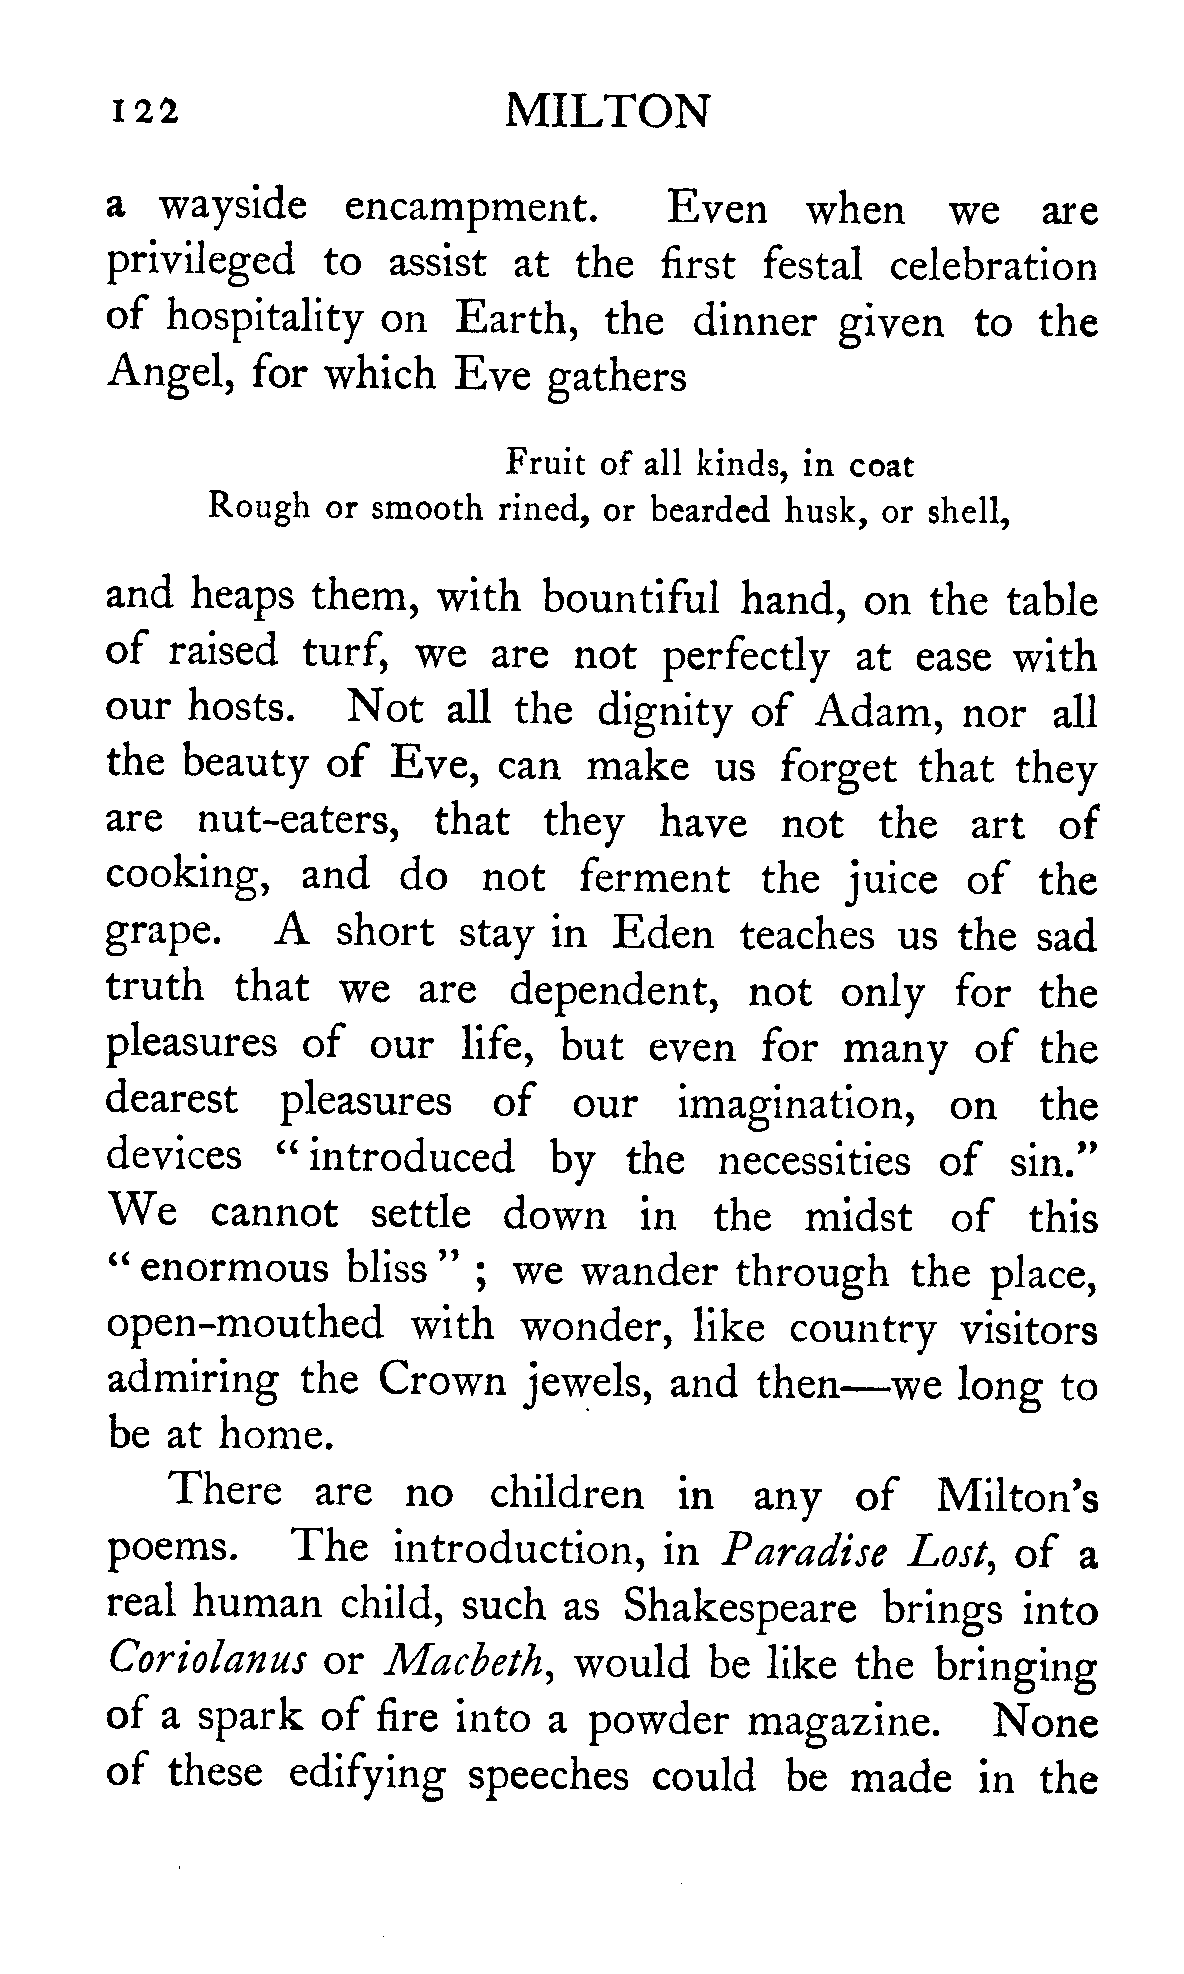 122 MILTON
a wayside encampment. Even when we are
privileged to assist at the first festal celebration
of hospitality on Earth, the dinner given to the
Angel, for which Eve gathers
Fruit of all kinds, in coat
Rough or smooth rined, or bearded husk, or shell,
and heaps them, with bountiful hand, on the table
of raised turf, we are not perfectly at ease with
our hosts. Not all the dignity of Adam, nor all
the beauty of Eve, can make us forget that they
are nut-eaters, that they have not the art of
cooking, and do not ferment the juice of the
grape. A short stay in Eden teaches us the sad
truth that we are dependent, not only for the
pleasures of our life, but even for many of the
dearest pleasures of our imagination, on the
devices “introduced by the necessities of sin.”
We cannot settle down in the midst of this
“enormous bliss”; we wander through the place,
open-mouthed with wonder, like country visitors
admiring the Crown jewels, and then—we long to
be at home.
There are no children in any of Milton's
poems. The introduction, in Paradise Lost, of a
real human child, such as Shakespeare brings into
Coriolanus or Macbeth, would be like the bringing
of a spark of fire into a powder magazine. None
of these edifying speeches could be made in the